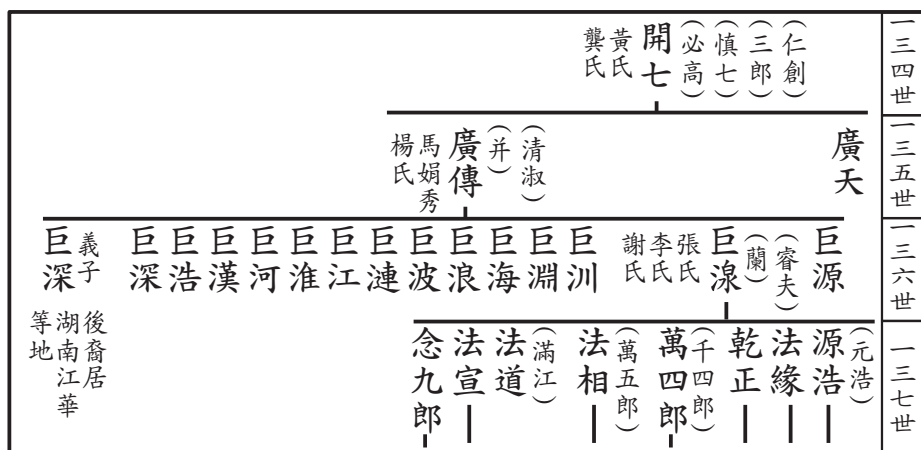 一三四世
（仁創）
（三郎）
（慎七）
（必高）
開七
黃氏
龔氏
一三五世
廣天
（清淑）
（并）
廣傳
馬娟秀
楊氏
一三六世
巨源
（睿夫）
（蘭）
巨湶
張氏
李氏
謝氏
巨汌
巨淵
巨海
巨浪
巨波
巨漣
巨江
巨淮
巨河
巨漢
巨浩
巨深
義子
巨深
後裔居
湖南江華
等地
一三七世
（元浩）
源浩
法緣
乾正
（千四郎）
萬四郎
（萬五郎）
法相
（滿江）
法道
法宣
念九郎